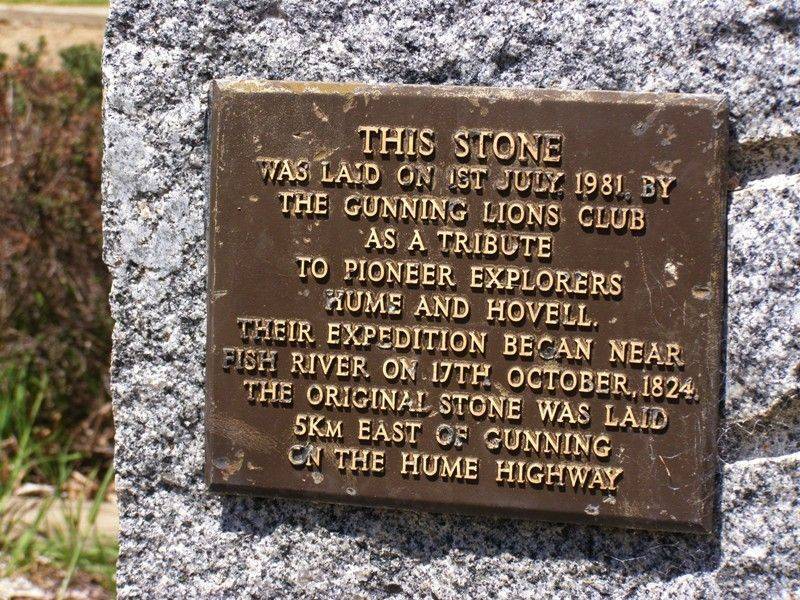 THIS STONE
WAS LAID ON 1ST JULY. 1981. BY
THE GUNNING LIONS CLUB
AS A TRIBUTE
TO PIONEER EXPLORERS
HUME AND HOVELL.
THEIR EXPEDITION BEGAN NEAR
FISH RIVER ON 17TH. OCTOBER, 1824.
THE ORIGINAL STONE WAS LAID
5KM EAST OF GUNNING
ON THE HUME HIGHWAY